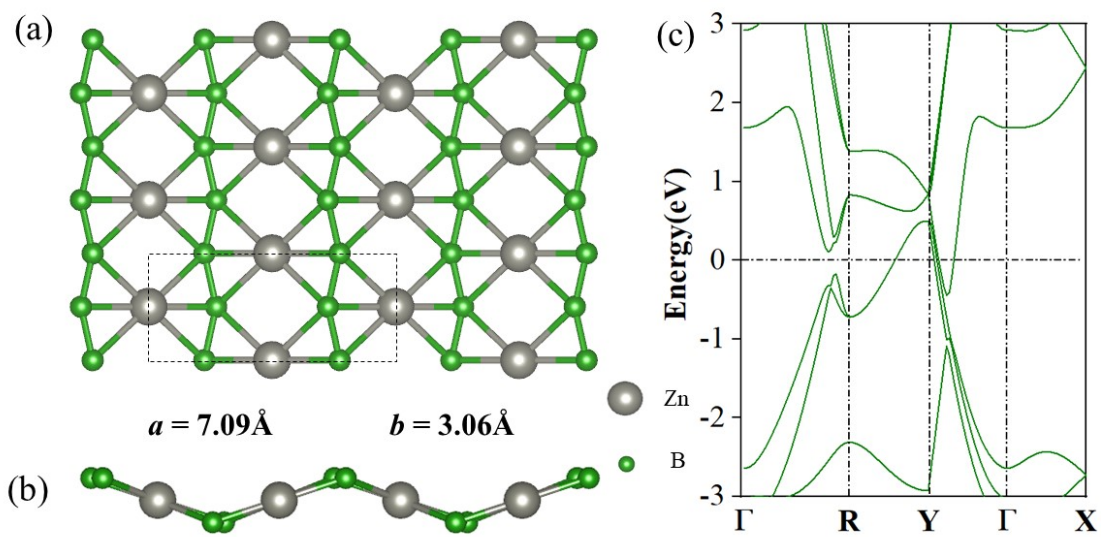 (a)
a = 7.09Å b = 3.06Å
Zn
B
(b)
(c)
Energy(eV)
3
2
1
0
-1
-2
-3
Γ R Y Γ X